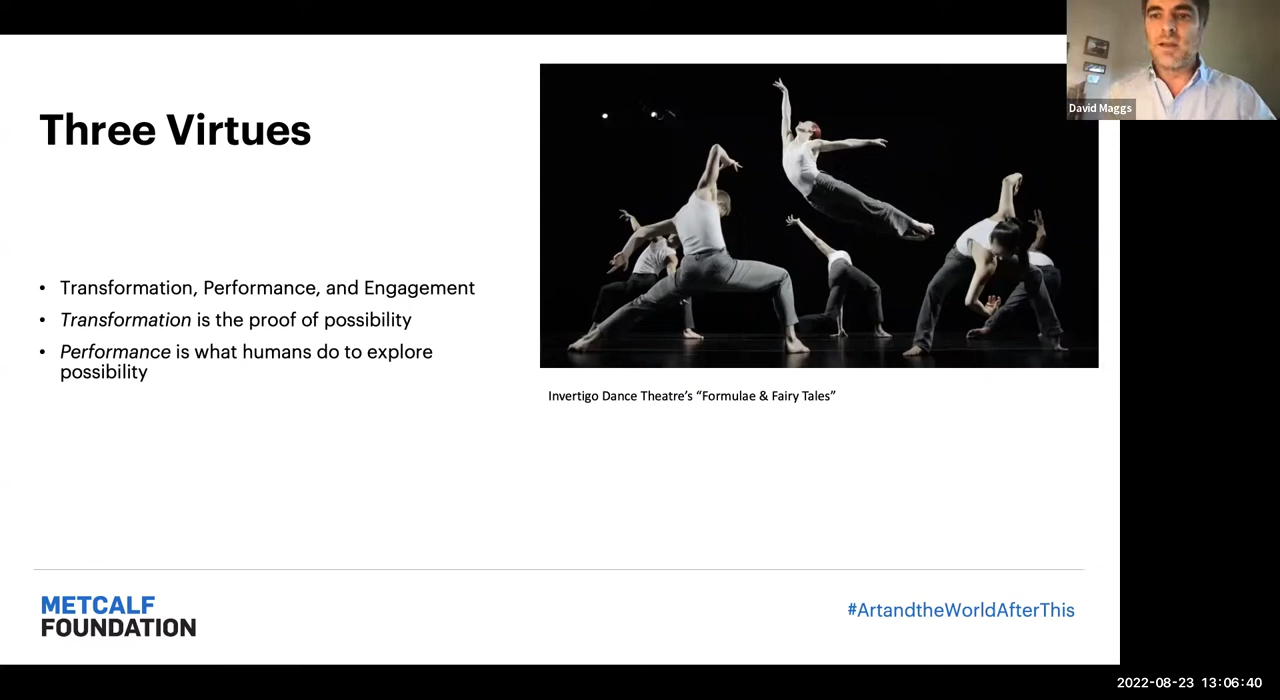 David Maggs
Three Virtues
• Transformation, Performance, and Engagement
• Transformation is the proof of possibility
• Performance is what humans do to explore
possibility
Invertigo Dance Theatre’s “Formulae & Fairy Tales”
METCALF
FOUNDATION
#ArtandtheWorldAfterThis
2022-08-23 13:06:40